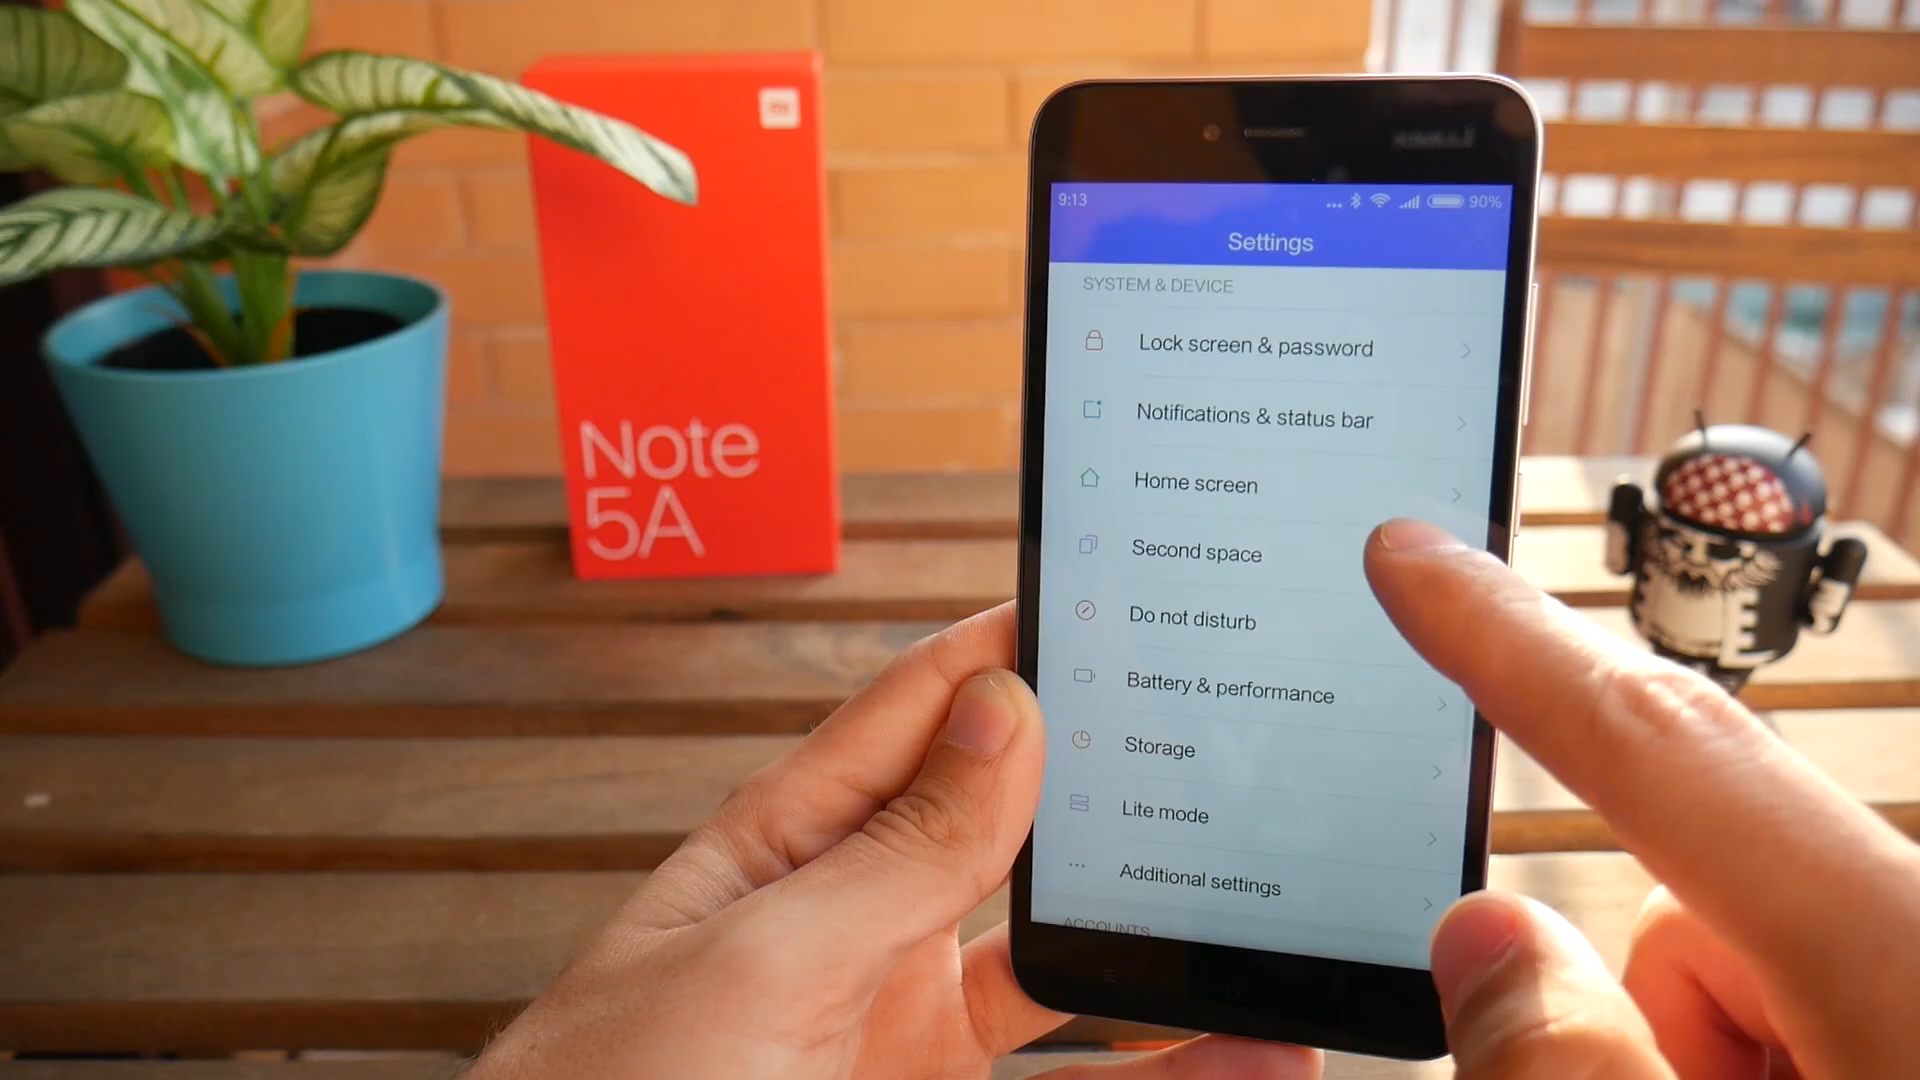 Note
5A
9:13
90%
Settings
SYSTEM & DEVICE
Lock screen & password
Notifications & status bar
Home screen
Second space
Do not disturb
Battery & performance
Storage
Lite mode
Additional settings
ACCOUNTS